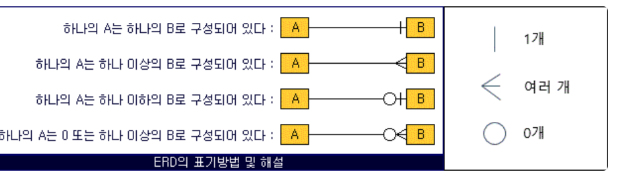 하나의 A는 하나의 B로 구성되어 있다 : A B
하나의 A는 하나 이상의 B로 구성되어 있다 : A B
하나의 A는 하나 이하의 B로 구성되어 있다 : A B
하나의 A는 0 또는 하나 이상의 B로 구성되어 있다 : A B
ERD의 표기방법 및 해설
1개
여러 개
0개